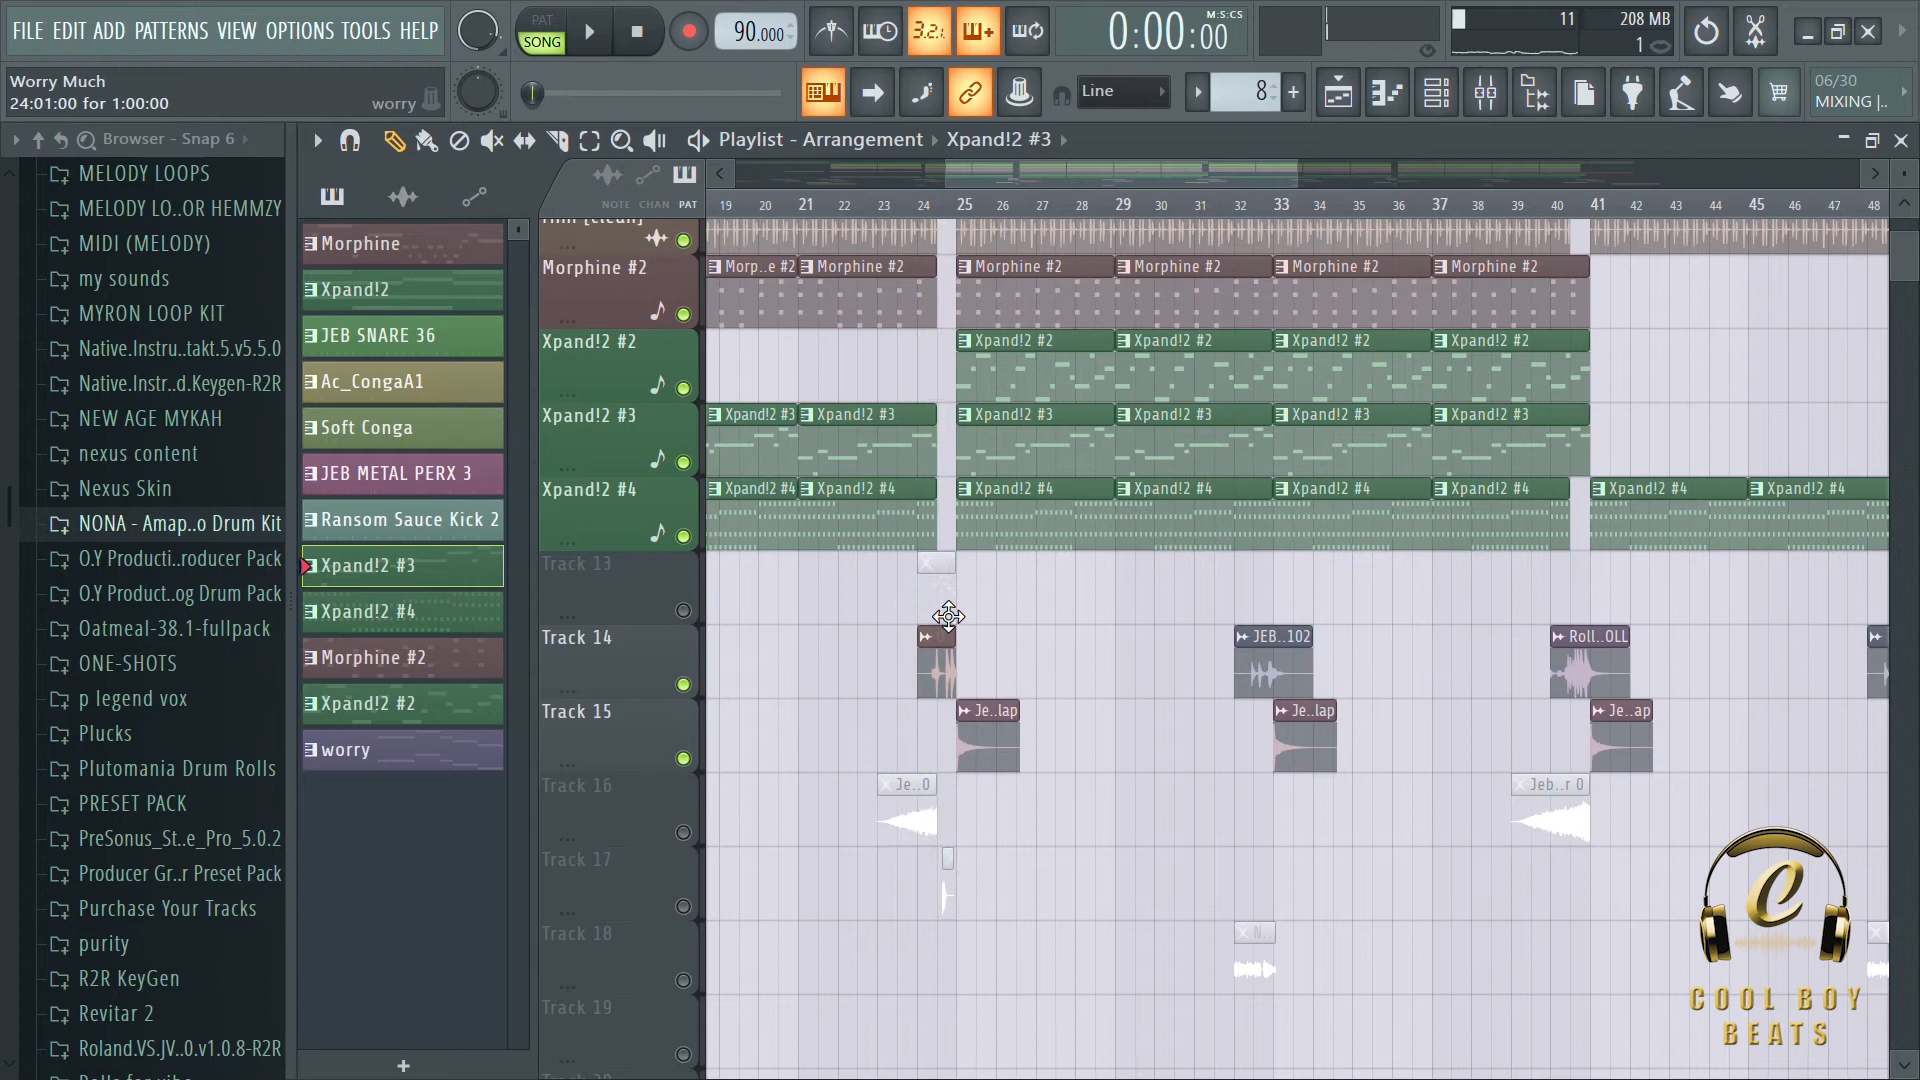 FILE EDIT ADD PATTERNS VIEW OPTIONS TOOLS HELP
PAT
SONG
90.000
3.2.
M:S:CS
0:00:00
11
208 MB
1
Worry Much
24:01:00 for 1:00:00
worry
Line
8
06/30
MIXING |..
Browser - Snap 6
Playlist - Arrangement › Xpand!2 #3
MELODY LOOPS
MELODY LO..OR HEMMZY
MIDI (MELODY)
my sounds
MYRON LOOP KIT
Native.Instru..takt.5.v5.5.0
Native.Instr..d.Keygen-R2R
NEW AGE MYKAH
nexus content
Nexus Skin
NONA - Amap..o Drum Kit
O.Y Producti..roducer Pack
O.Y Product..og Drum Pack
Oatmeal-38.1-fullpack
ONE-SHOTS
p legend vox
Plucks
Plutomania Drum Rolls
PRESET PACK
PreSonus_St..e_Pro_5.0.2
Producer Gr..r Preset Pack
Purchase Your Tracks
purity
R2R KeyGen
Revitar 2
Roland.VS.JV..0.v1.0.8-R2R
Morphine
Xpand!2
JEB SNARE 36
Ac_CongaA1
Soft Conga
JEB METAL PERX 3
Ransom Sauce Kick 2
Xpand!2 #3
Xpand!2 #4
Morphine #2
Xpand!2 #2
worry
NOTE CHAN PAT
19 20 21 22 23 24 25 26 27 28 29 30 31 32 33 34 35 36 37 38 39 40 41 42 43 44 45 46 47 48
Morphine #2
Morp..e #2 Morphine #2 Morphine #2 Morphine #2 Morphine #2 Morphine #2
Xpand!2 #2
Xpand!2 #2 Xpand!2 #2 Xpand!2 #2 Xpand!2 #2
Xpand!2 #3
Xpand!2 #3 Xpand!2 #3 Xpand!2 #3 Xpand!2 #3 Xpand!2 #3 Xpand!2 #3
Xpand!2 #4
Xpand!2 #4 Xpand!2 #4 Xpand!2 #4 Xpand!2 #4 Xpand!2 #4 Xpand!2 #4 Xpand!2 #4 Xpand!2 #4
Track 13
Track 14
JEB..102 Roll..OLL
Track 15
Je..lap Je..lap Je..ap
Track 16
Je..0 Jeb..r 0
Track 17
Track 18
N..
Track 19
C
COOL BOY
BEATS